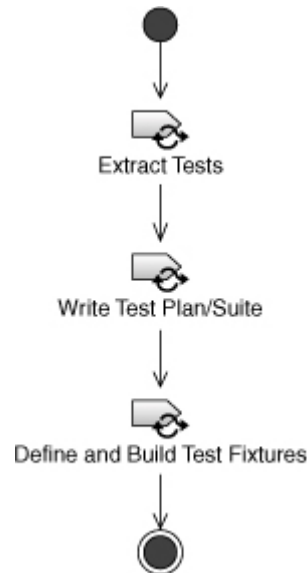 Extract Tests
Write Test Plan/Suite
Define and Build Test Fixtures